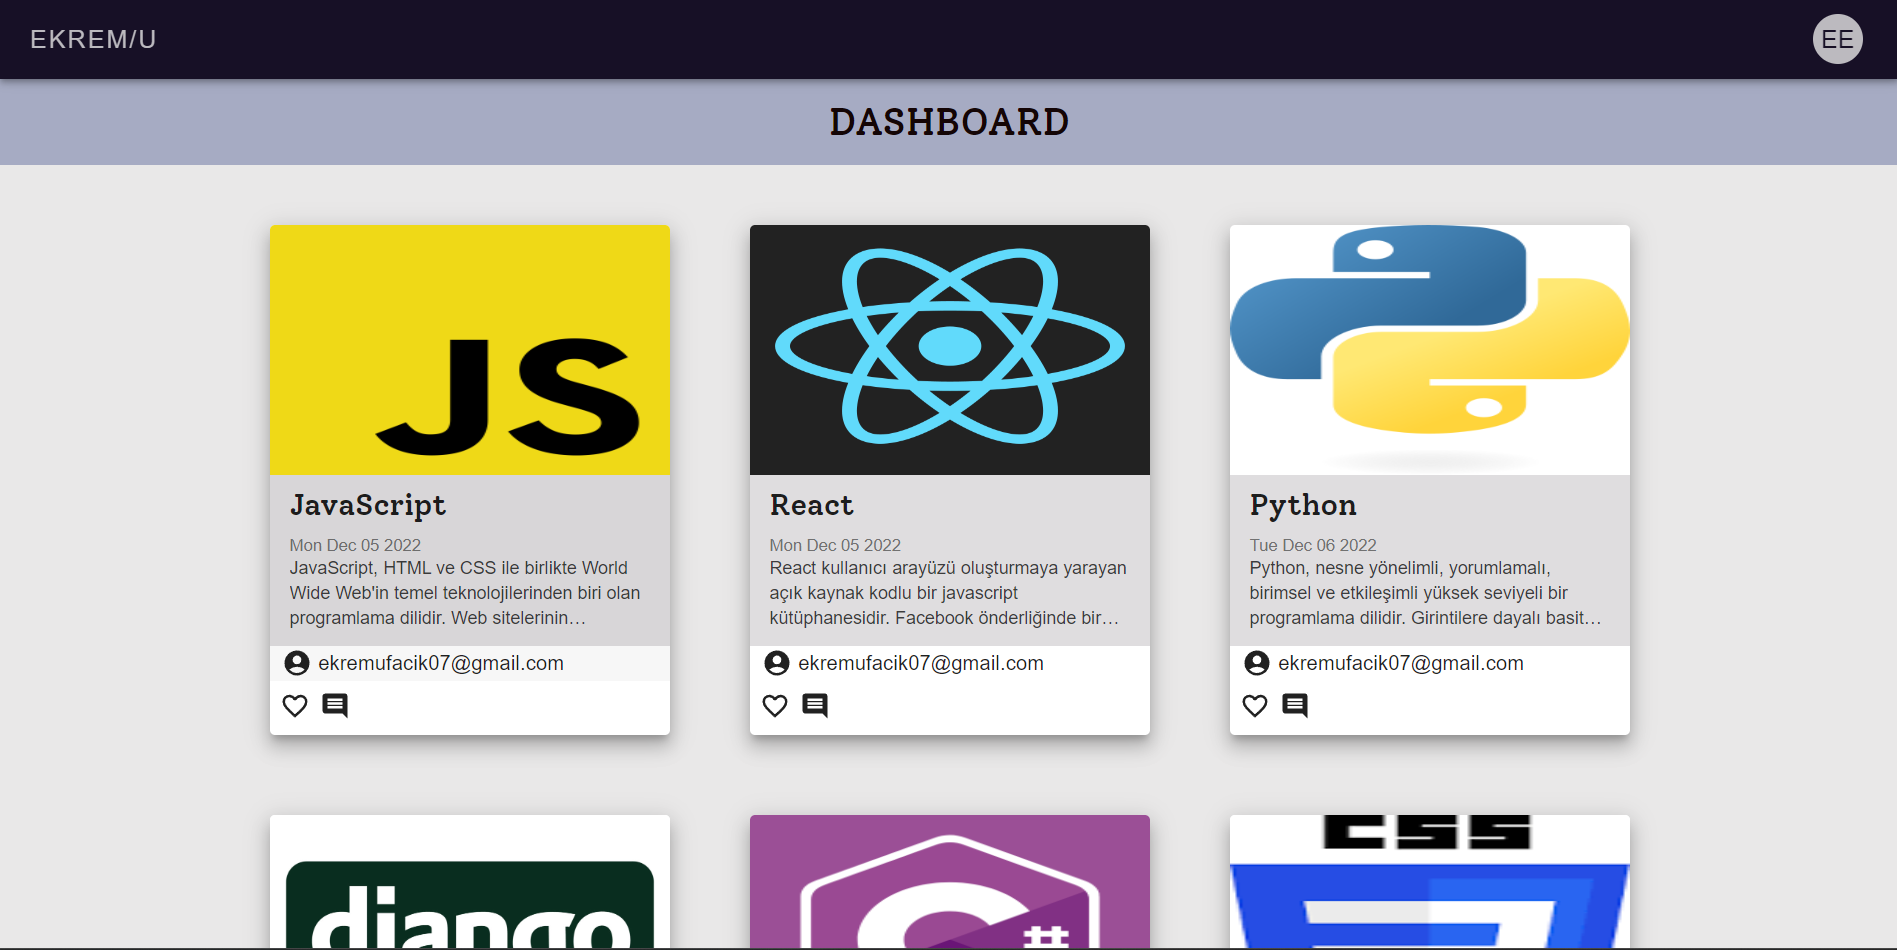 EKREM/U
EE
DASHBOARD
JS
JavaScript
Mon Dec 05 2022
JavaScript, HTML ve CSS ile birlikte World
Wide Web'in temel teknolojilerinden biri olan
programlama dilidir. Web sitelerinin…
ekremufacik07@gmail.com
React
Mon Dec 05 2022
React kullanıcı arayüzü oluşturmaya yarayan
açık kaynak kodlu bir javascript
kütüphanesidir. Facebook önderliğinde bir…
ekremufacik07@gmail.com
Python
Tue Dec 06 2022
Python, nesne yönelimli, yorumlamalı,
birimsel ve etkileşimli yüksek seviyeli bir
programlama dilidir. Girintilere dayalı basit…
ekremufacik07@gmail.com
django
C#
CSS